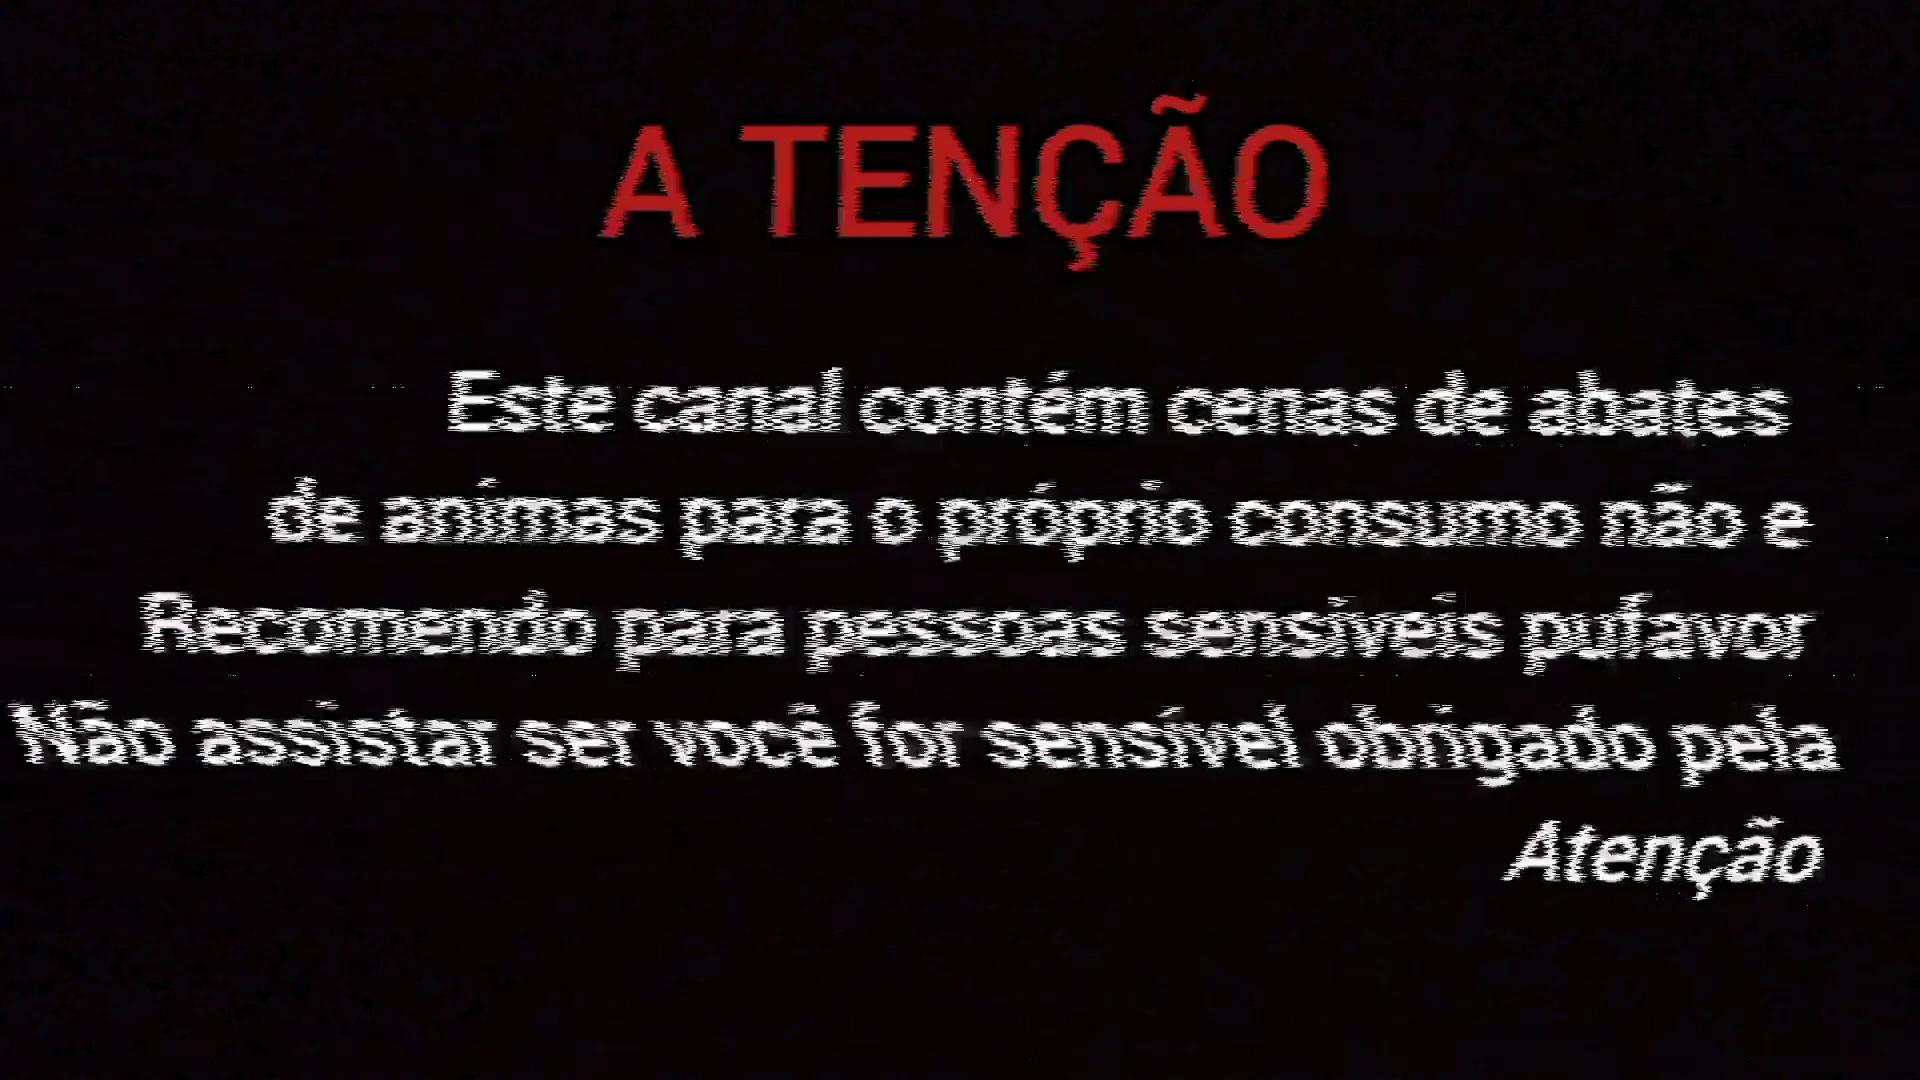 A TENÇÃO
Este canal contém cenas de abates
de animas para o próprio consumo não e
Recomendo para pessoas sensíveis pufavor
Não assistar ser você for sensível obrigado pela
Atenção